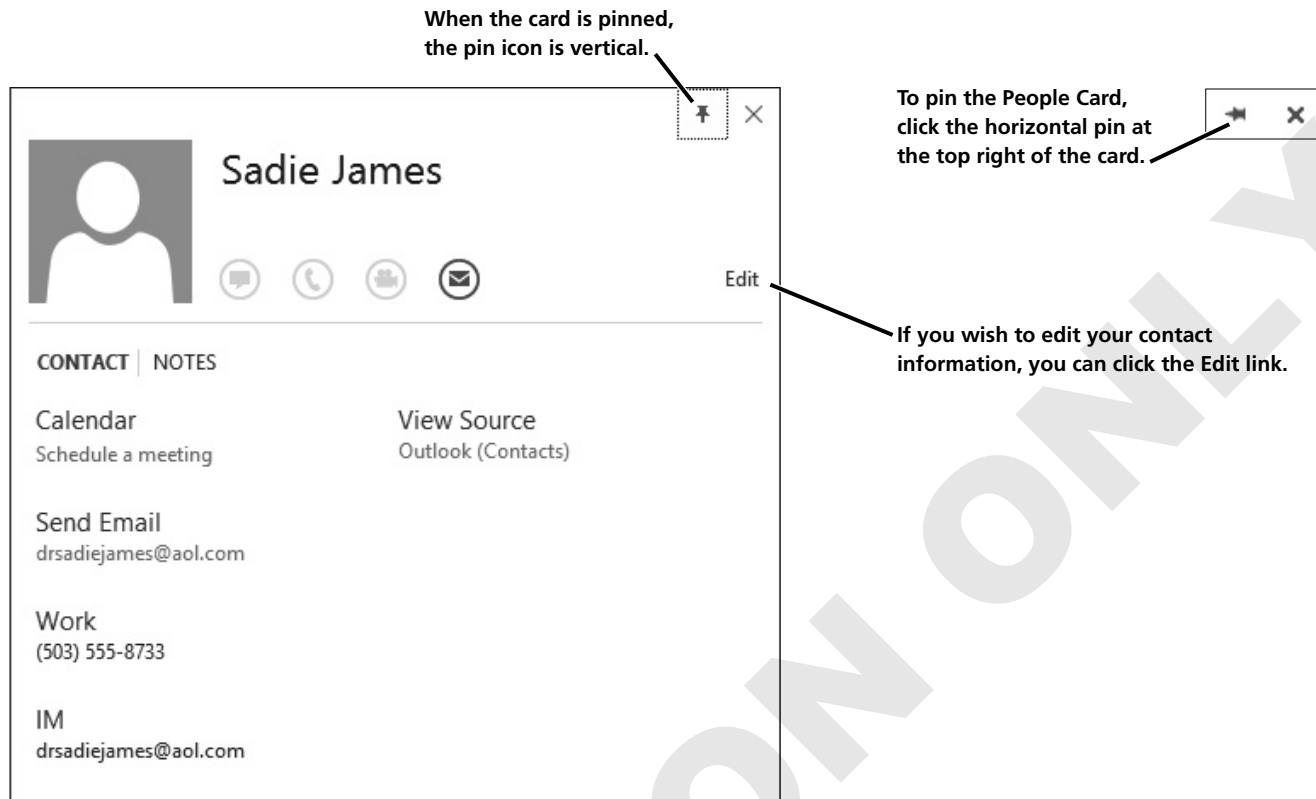 When the card is pinned,
the pin icon is vertical.
To pin the People Card,
click the horizontal pin at
the top right of the card.
Sadie James
Edit
If you wish to edit your contact
information, you can click the Edit link.
CONTACT | NOTES
Calendar
Schedule a meeting
View Source
Outlook (Contacts)
Send Email
drsadiejames@aol.com
Work
(503) 555-8733
IM
drsadiejames@aol.com
ON ONLY